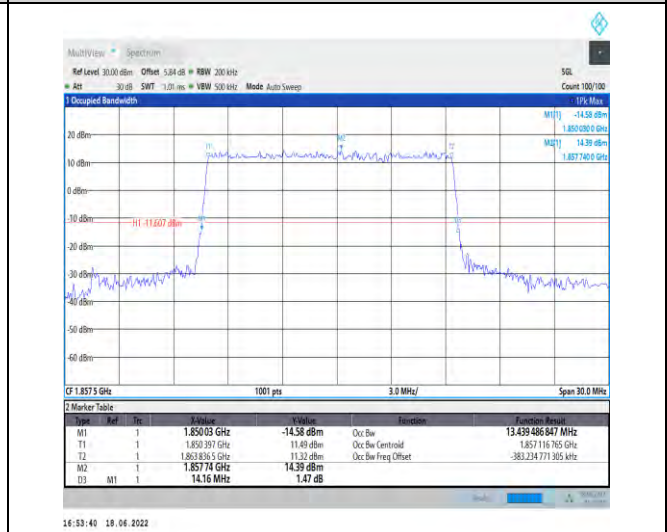 MultiView Spectrum
Ref Level 30.00 dBm Offset 5.84 dB RBW 200 kHz SGL
Att 30 dB SWT 1.01 ms VBW 500 kHz Mode Auto Sweep Count 100/100
1 Occupied Bandwidth 1Pk Max
M1[1] -14.58 dBm
1.850 030 0 GHz
M2[1] 14.39 dBm
1.857 740 0 GHz
20 dBm
T1 M2 T2
10 dBm
0 dBm
-10 dBm
H1 -11.607 dBm
-20 dBm
-30 dBm
-40 dBm
-50 dBm
-60 dBm
CF 1.857 5 GHz 1001 pts 3.0 MHz/ Span 30.0 MHz
2 Marker Table
Type Ref Trc X-Value Y-Value Function Function Result
M1 1 1.85003 GHz -14.58 dBm Occ Bw 13.439 486 847 MHz
T1 1 1.850 397 GHz 11.49 dBm Occ Bw Centroid 1.857 116 765 GHz
T2 1 1.863 836 5 GHz 11.32 dBm Occ Bw Freq Offset -383.234 771 305 kHz
M2 1 1.85774 GHz 14.39 dBm
D3 M1 1 14.16 MHz 1.47 dB
16:53:40 18.06.2022